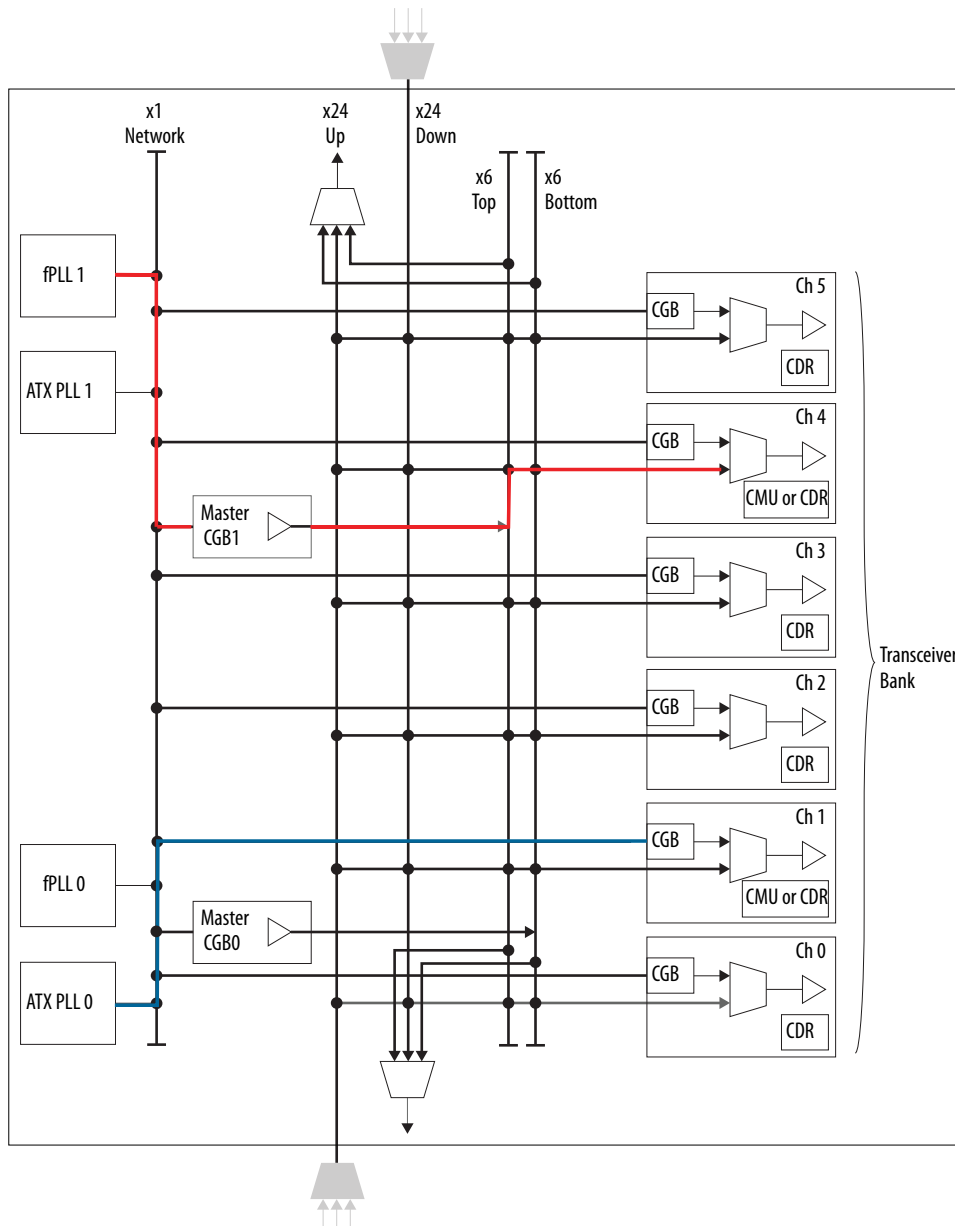 x1
Network
x24
Up
x24
Down
x6
Top
x6
Bottom
fPLL 1
ATX PLL 1
Master
CGB1
fPLL 0
Master
CGB0
ATX PLL 0
Ch 5
CGB
CDR
Ch 4
CGB
CMU or CDR
Ch 3
CGB
CDR
Ch 2
CGB
CDR
Ch 1
CGB
CMU or CDR
Ch 0
CGB
CDR
Transceiver
Bank